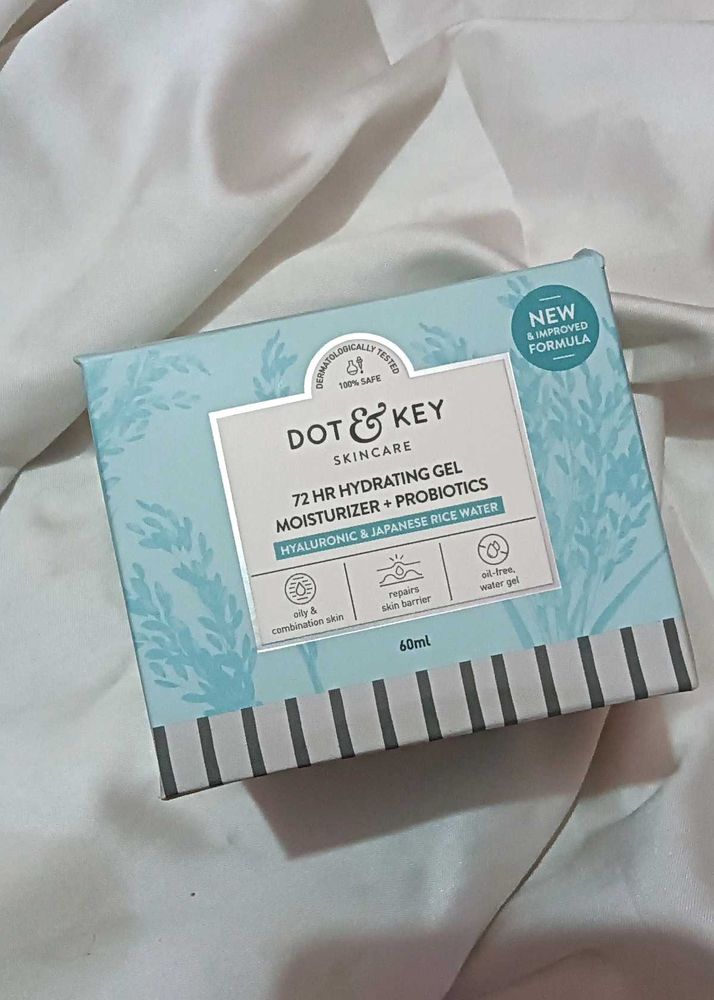 NEW
& IMPROVED
FORMULA
DERMATOLOGICALLY TESTED
100% SAFE
DOT & KEY
SKINCARE
72 HR HYDRATING GEL
MOISTURIZER + PROBIOTICS
HYALURONIC & JAPANESE RICE WATER
oily &
combination skin
repairs
skin barrier
oil-free,
water gel
60ml